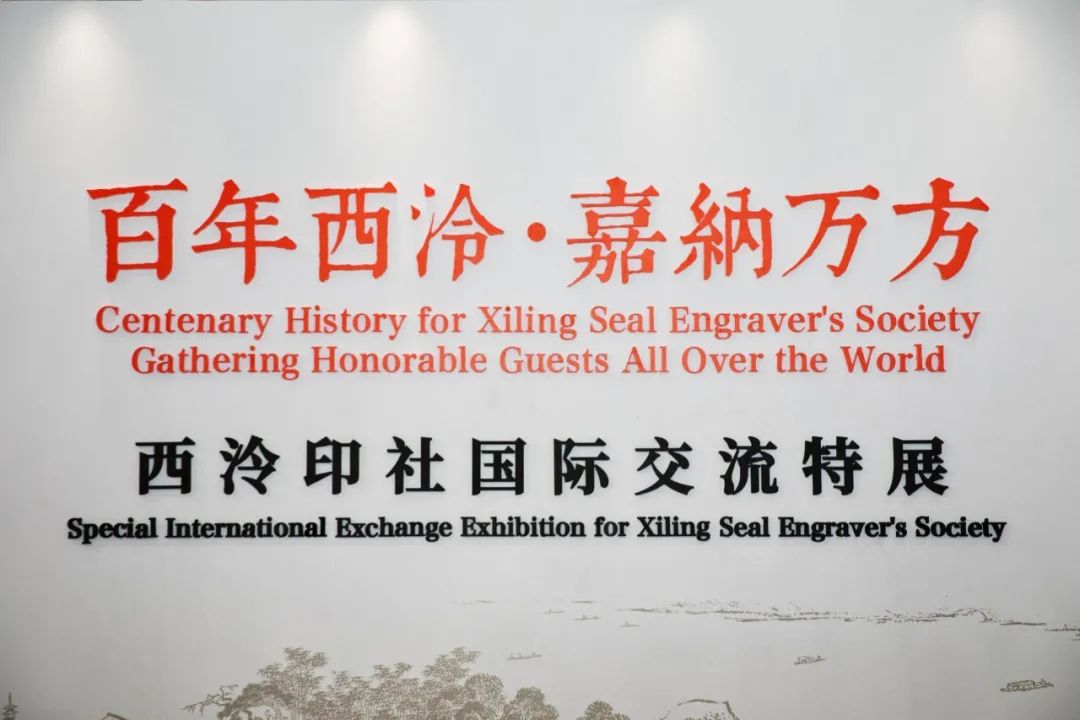 百年西泠·嘉納万方
Centenary History for Xiling Seal Engraver's Society
Gathering Honorable Guests All Over the World
西泠印社国际交流特展
Special International Exchange Exhibition for Xiling Seal Engraver's Society